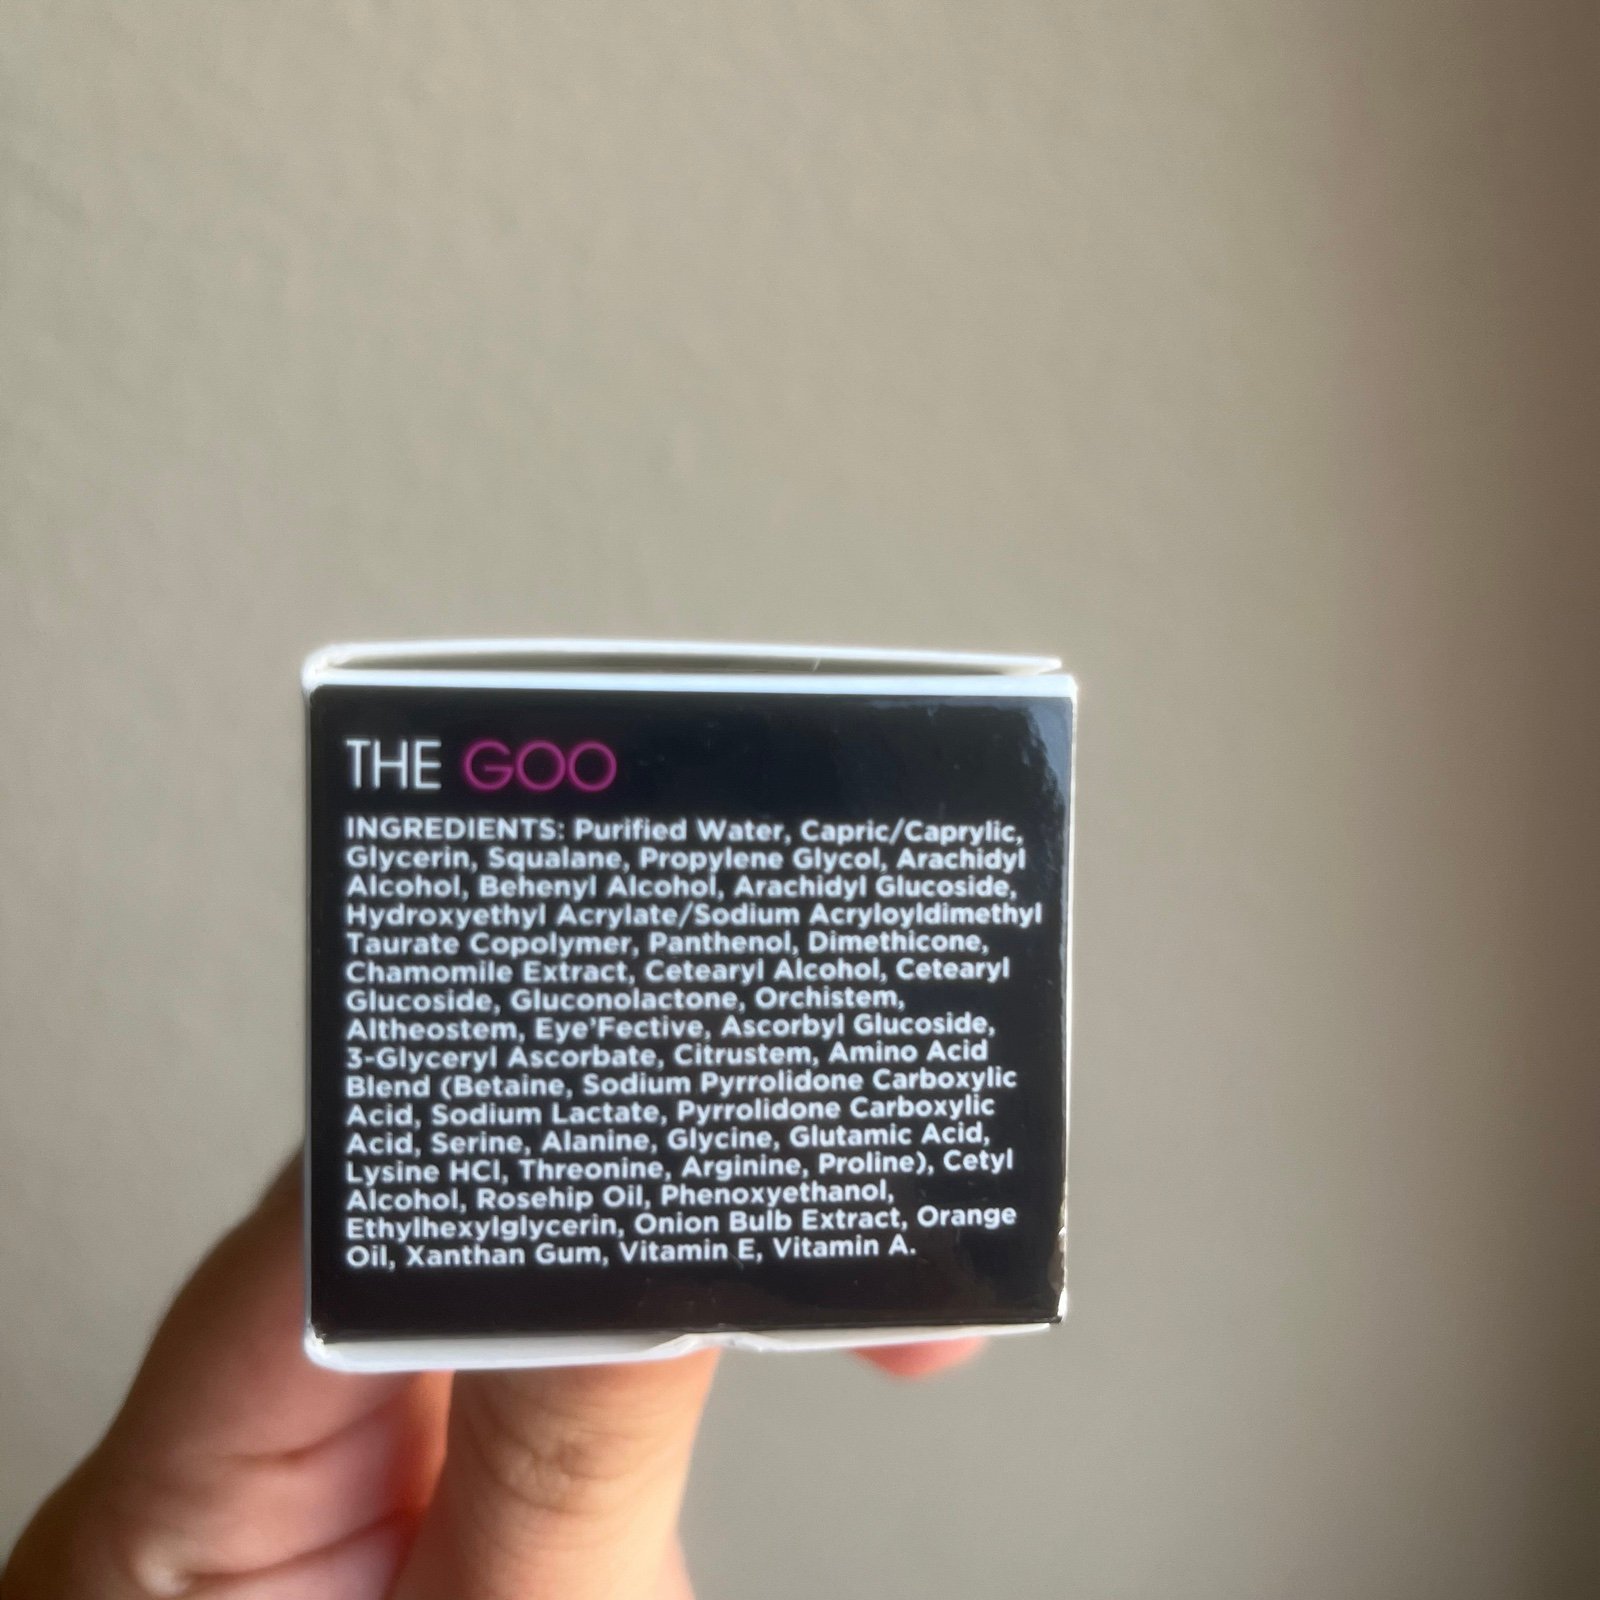 THE GOO
INGREDIENTS: Purified Water, Capric/Caprylic,
Glycerin, Squalane, Propylene Glycol, Arachidyl
Alcohol, Behenyl Alcohol, Arachidyl Glucoside,
Hydroxyethyl Acrylate/Sodium Acryloyldimethyl
Taurate Copolymer, Panthenol, Dimethicone,
Chamomile Extract, Cetearyl Alcohol, Cetearyl
Glucoside, Gluconolactone, Orchistem,
Altheostem, Eye'Fective, Ascorbyl Glucoside,
3-Glyceryl Ascorbate, Citrustem, Amino Acid
Blend (Betaine, Sodium Pyrrolidone Carboxylic
Acid, Sodium Lactate, Pyrrolidone Carboxylic
Acid, Serine, Alanine, Glycine, Glutamic Acid,
Lysine HCl, Threonine, Arginine, Proline), Cetyl
Alcohol, Rosehip Oil, Phenoxyethanol,
Ethylhexylglycerin, Onion Bulb Extract, Orange
Oil, Xanthan Gum, Vitamin E, Vitamin A.